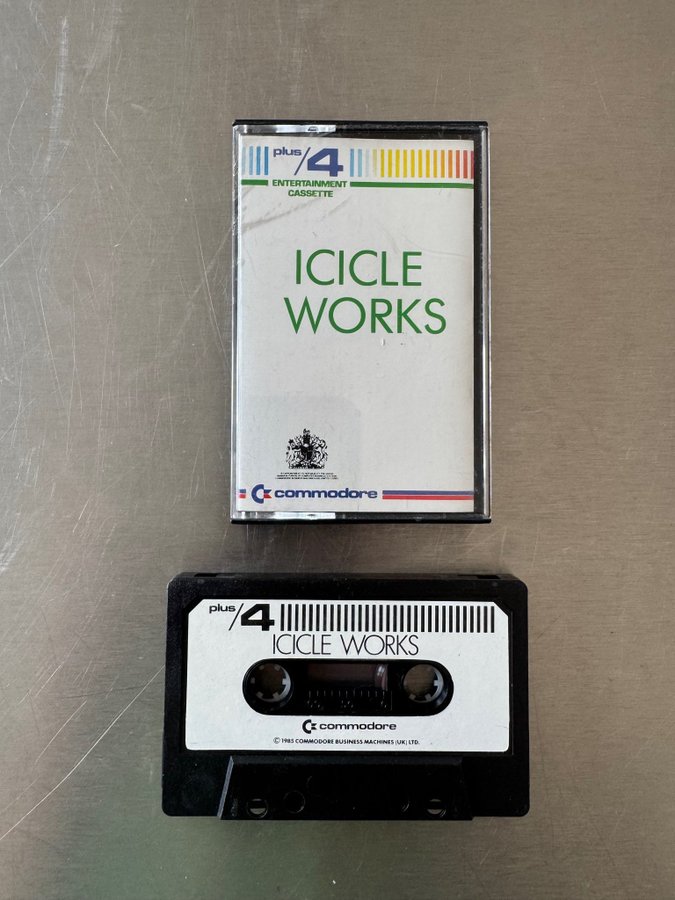 plus/4
ENTERTAINMENT
CASSETTE
ICICLE
WORKS
commodore
plus/4
ICICLE WORKS
commodore
© 1985 COMMODORE BUSINESS MACHINES (UK) LTD.